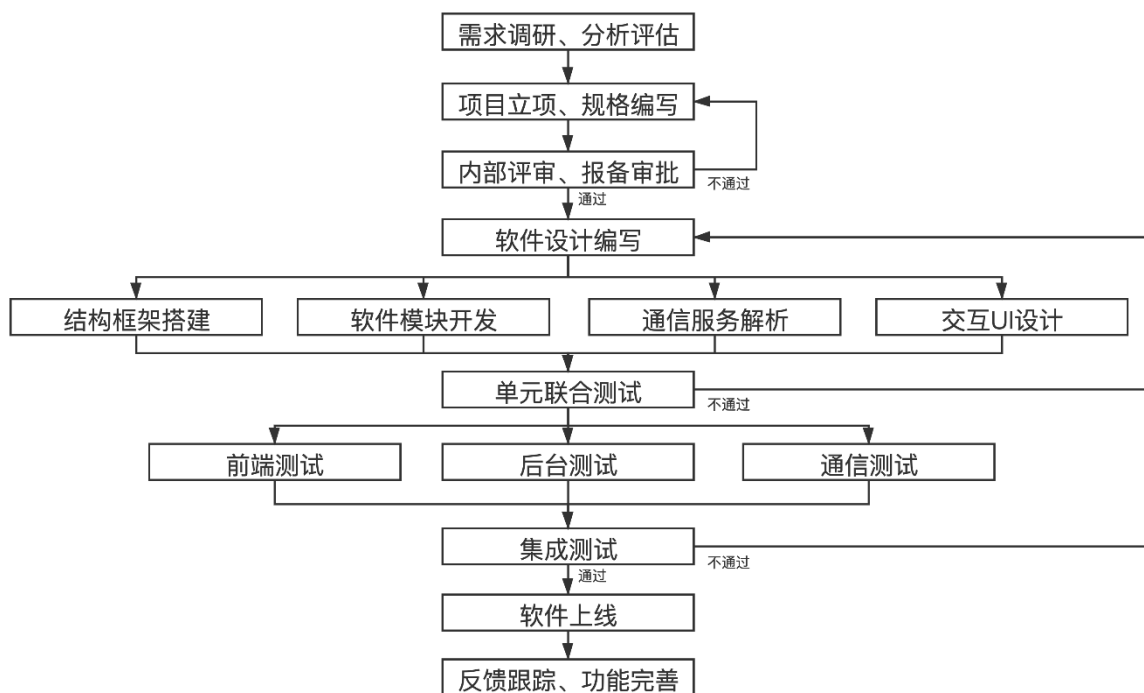 需求调研、分析评估
项目立项、规格编写
内部评审、报备审批
不通过
通过
软件设计编写
结构框架搭建
软件模块开发
通信服务解析
交互UI设计
单元联合测试
不通过
前端测试
后台测试
通信测试
集成测试
不通过
通过
软件上线
反馈跟踪、功能完善